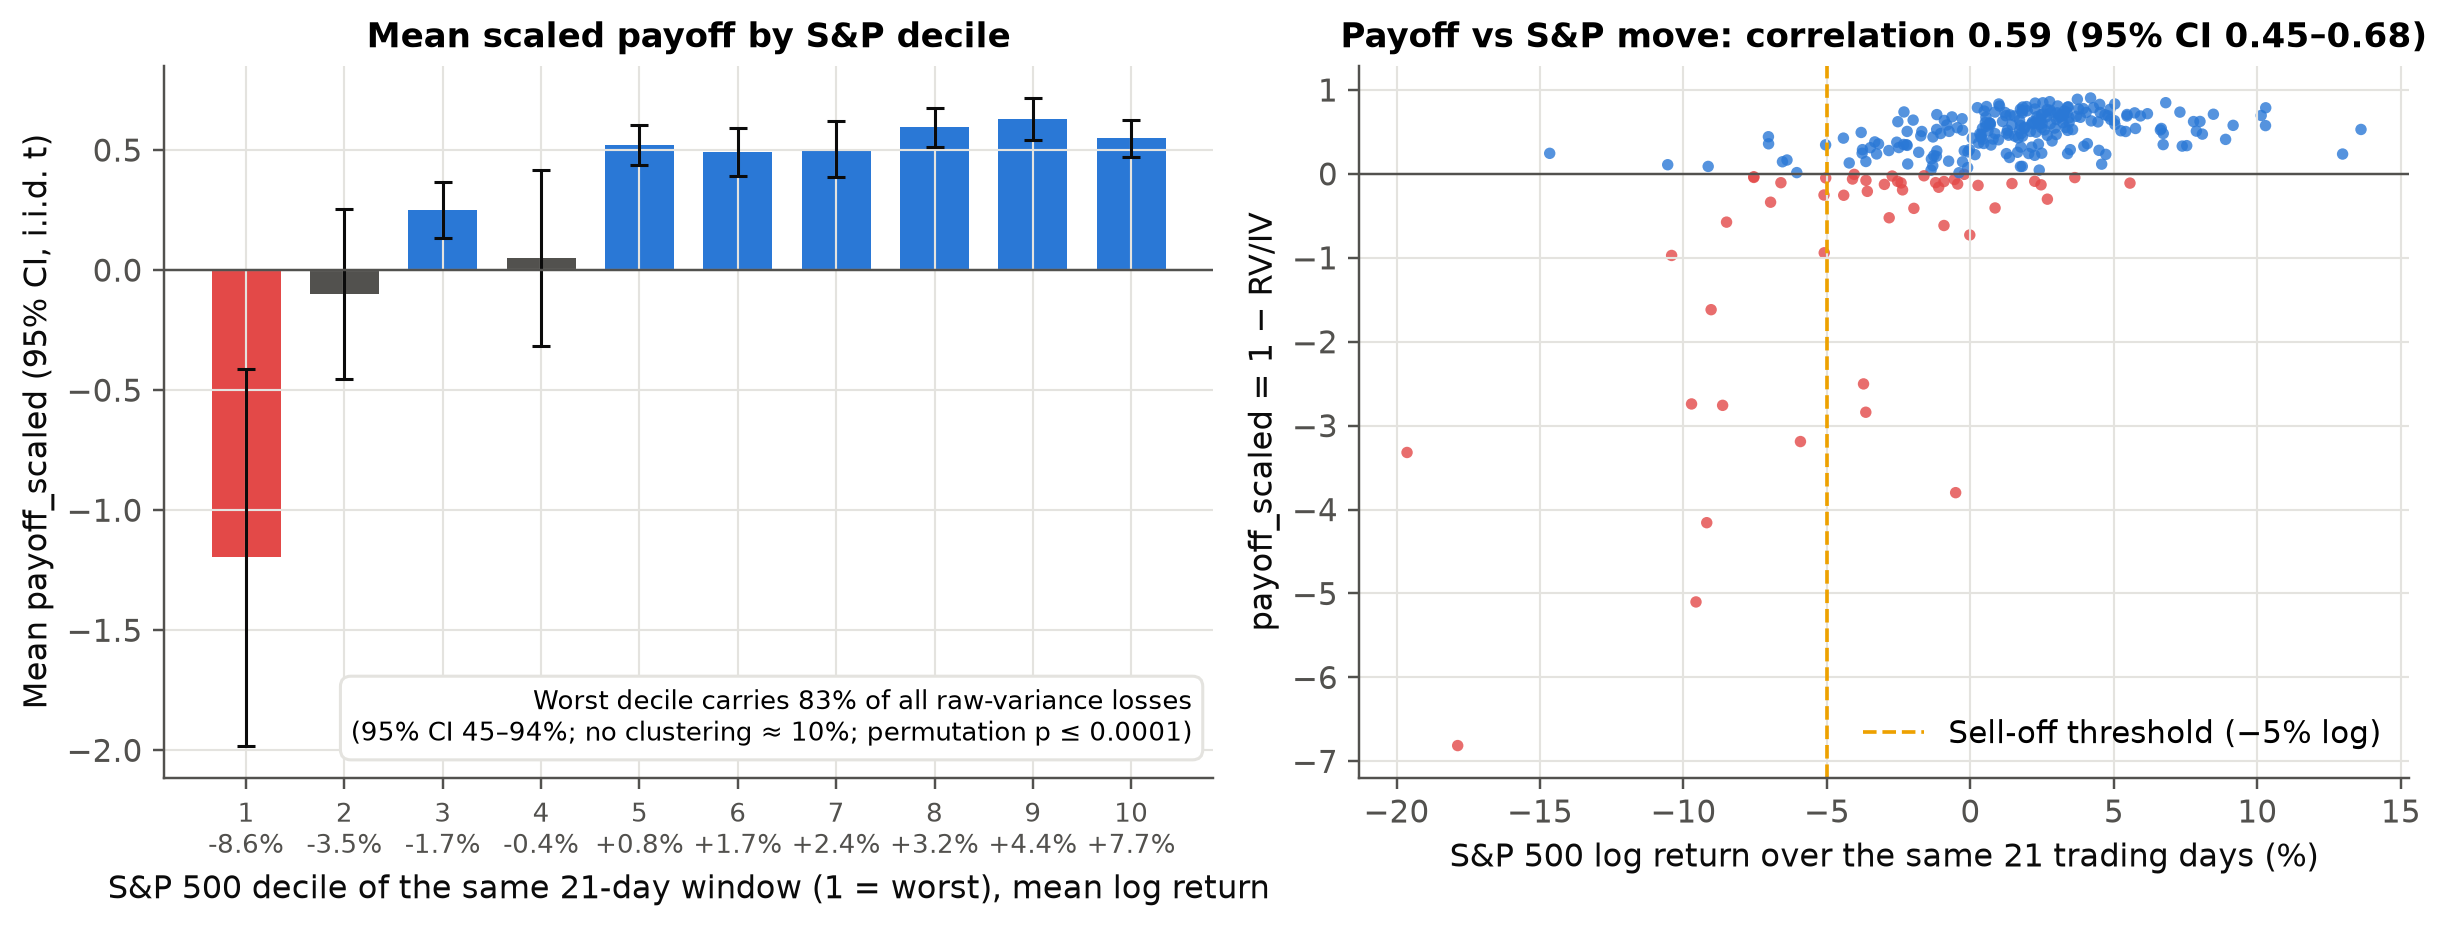 Mean scaled payoff by S&P decile
Mean payoff_scaled (95% CI, i.i.d. t)
0.5
0.0
−0.5
−1.0
−1.5
−2.0
Worst decile carries 83% of all raw-variance losses
(95% CI 45–94%; no clustering ≈ 10%; permutation p ≤ 0.0001)
1 2 3 4 5 6 7 8 9 10
-8.6% -3.5% -1.7% -0.4% +0.8% +1.7% +2.4% +3.2% +4.4% +7.7%
S&P 500 decile of the same 21-day window (1 = worst), mean log return
Payoff vs S&P move: correlation 0.59 (95% CI 0.45–0.68)
payoff_scaled = 1 − RV/IV
1
0
−1
−2
−3
−4
−5
−6
−7
Sell-off threshold (−5% log)
−20 −15 −10 −5 0 5 10 15
S&P 500 log return over the same 21 trading days (%)